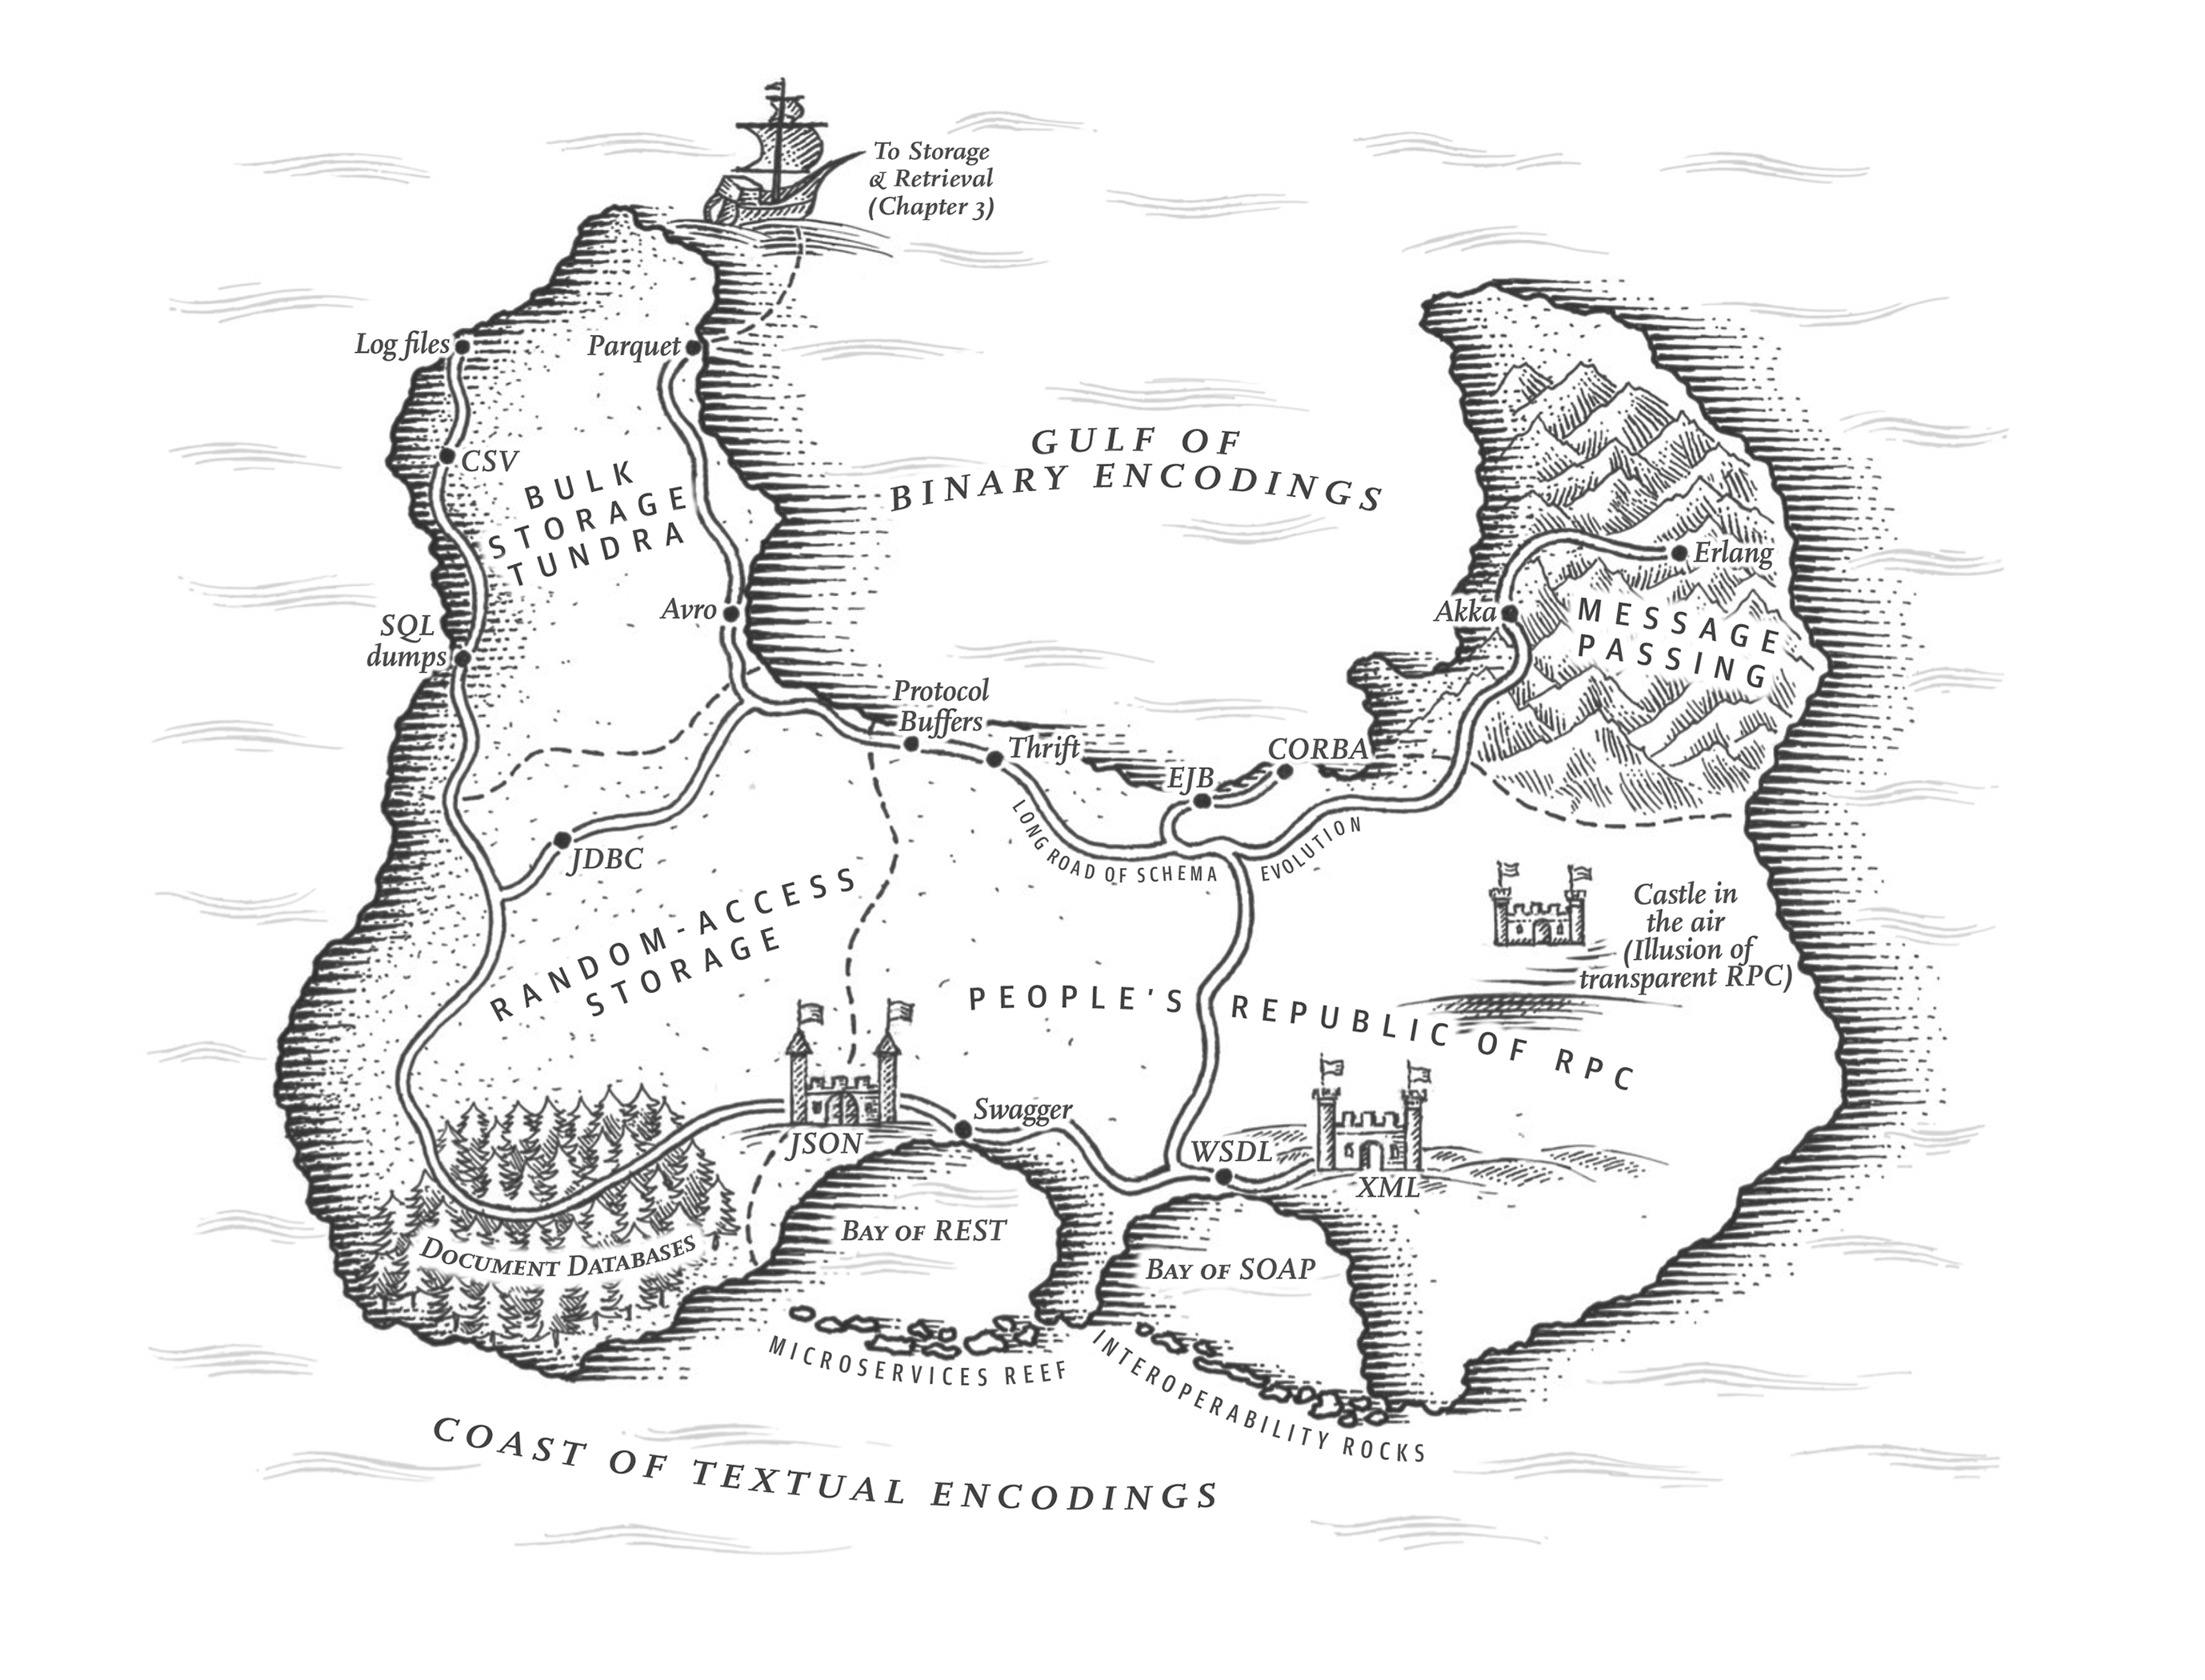 To Storage
& Retrieval
(Chapter 3)
Log files
Parquet
GULF OF
BINARY ENCODINGS
CSV
BULK
STORAGE
TUNDRA
Erlang
Avro
Akka
MESSAGE
PASSING
SQL
dumps
Protocol
Buffers
Thrift
CORBA
EJB
LONG ROAD OF SCHEMA EVOLUTION
JDBC
RANDOM-ACCESS
STORAGE
Castle in
the air
(Illusion of
transparent RPC)
PEOPLE'S REPUBLIC OF RPC
Swagger
JSON
WSDL
XML
DOCUMENT DATABASES
BAY OF REST
BAY OF SOAP
MICROSERVICES REEF
INTEROPERABILITY ROCKS
COAST OF TEXTUAL ENCODINGS